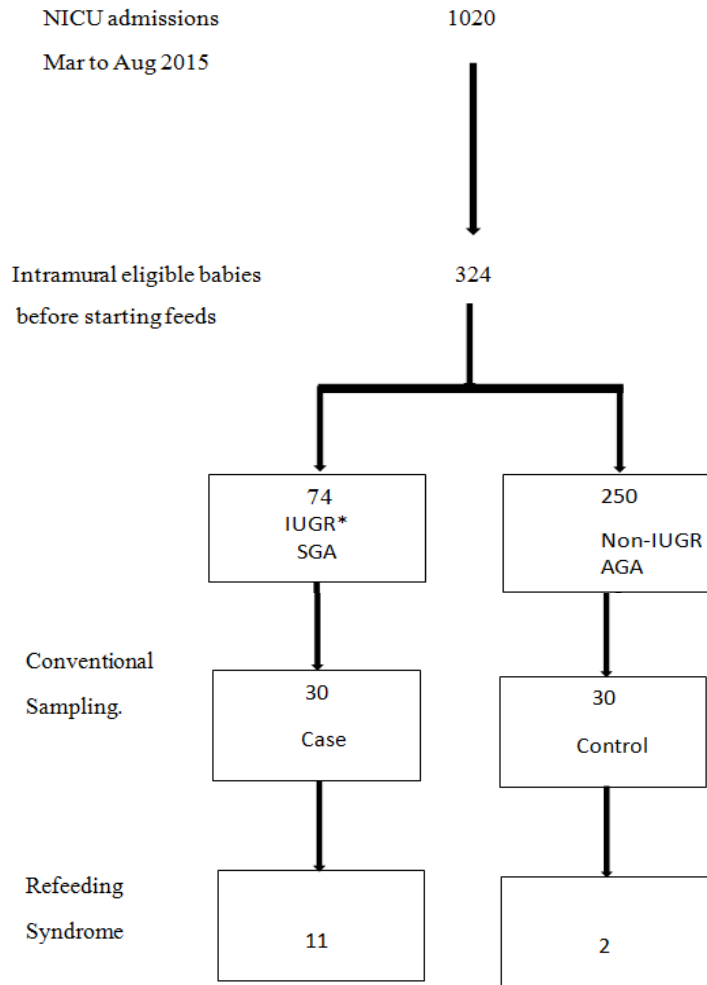 NICU admissions 1020
Mar to Aug 2015
Intramural eligible babies 324
before starting feeds
74
IUGR*
SGA
250
Non-IUGR
AGA
Conventional
Sampling.
30
Case
30
Control
Refeeding
Syndrome
11
2